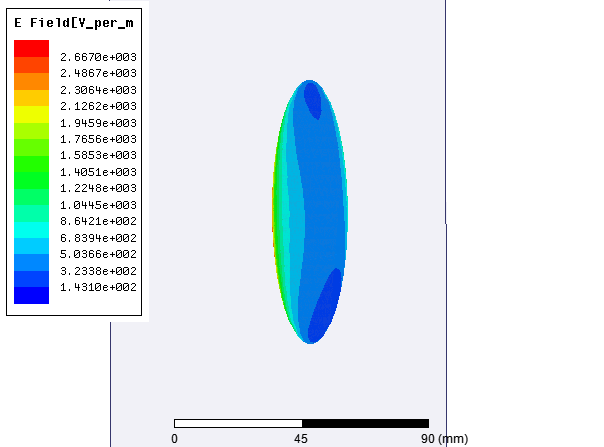 E Field[V_per_m
2.6670e+003
2.4867e+003
2.3064e+003
2.1262e+003
1.9459e+003
1.7656e+003
1.5853e+003
1.4051e+003
1.2248e+003
1.0445e+003
8.6421e+002
6.8394e+002
5.0366e+002
3.2338e+002
1.4310e+002
0 45 90 (mm)